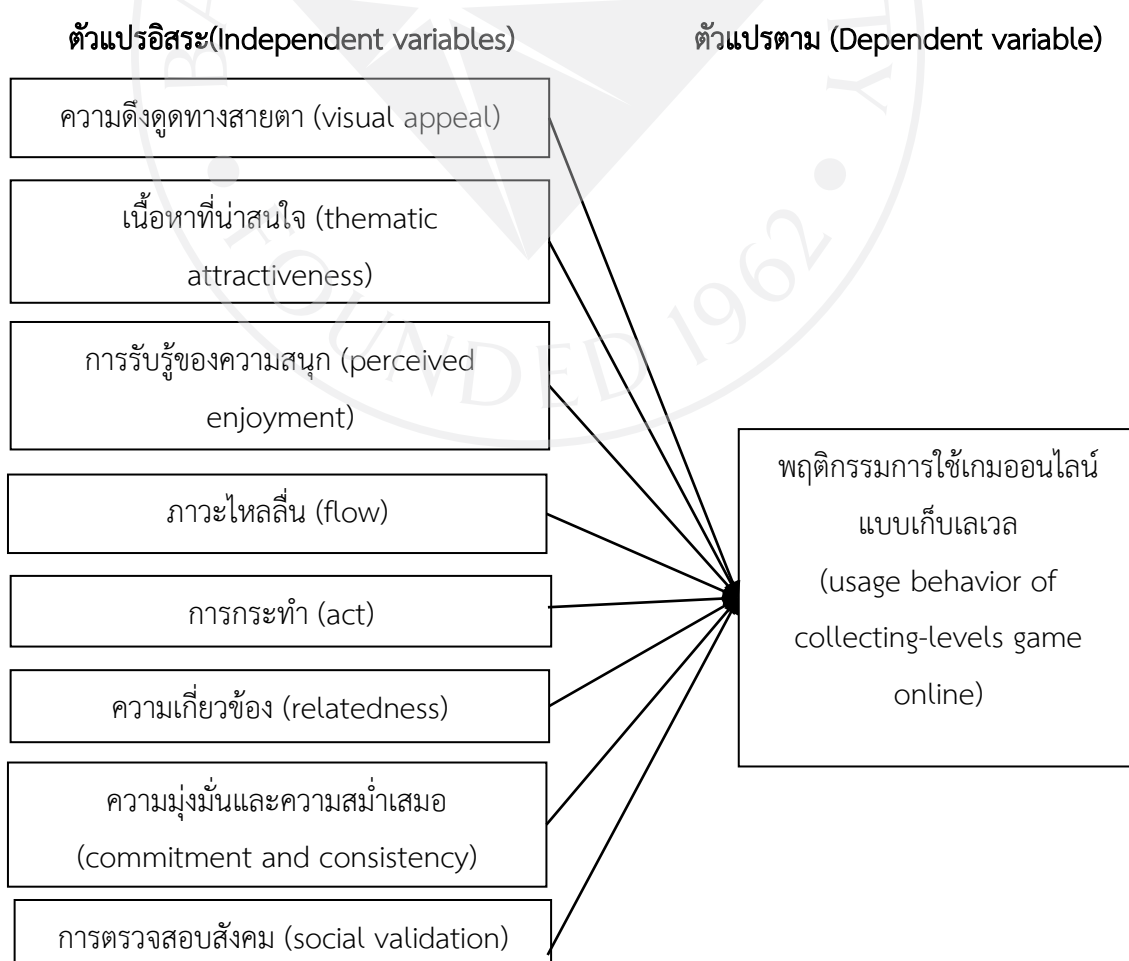 ตัวแปรอิสระ(Independent variables)
ตัวแปรตาม (Dependent variable)
ความดึงดูดทางสายตา (visual appeal)
เนื้อหาที่น่าสนใจ (thematic
attractiveness)
การรับรู้ของความสนุก (perceived
enjoyment)
ภาวะไหลลื่น (flow)
การกระทำ (act)
ความเกี่ยวข้อง (relatedness)
ความมุ่งมั่นและความสม่ำเสมอ
(commitment and consistency)
การตรวจสอบสังคม (social validation)
พฤติกรรมการใช้เกมออนไลน์
แบบเก็บเลเวล
(usage behavior of
collecting-levels game
online)
FOUNDED 1962